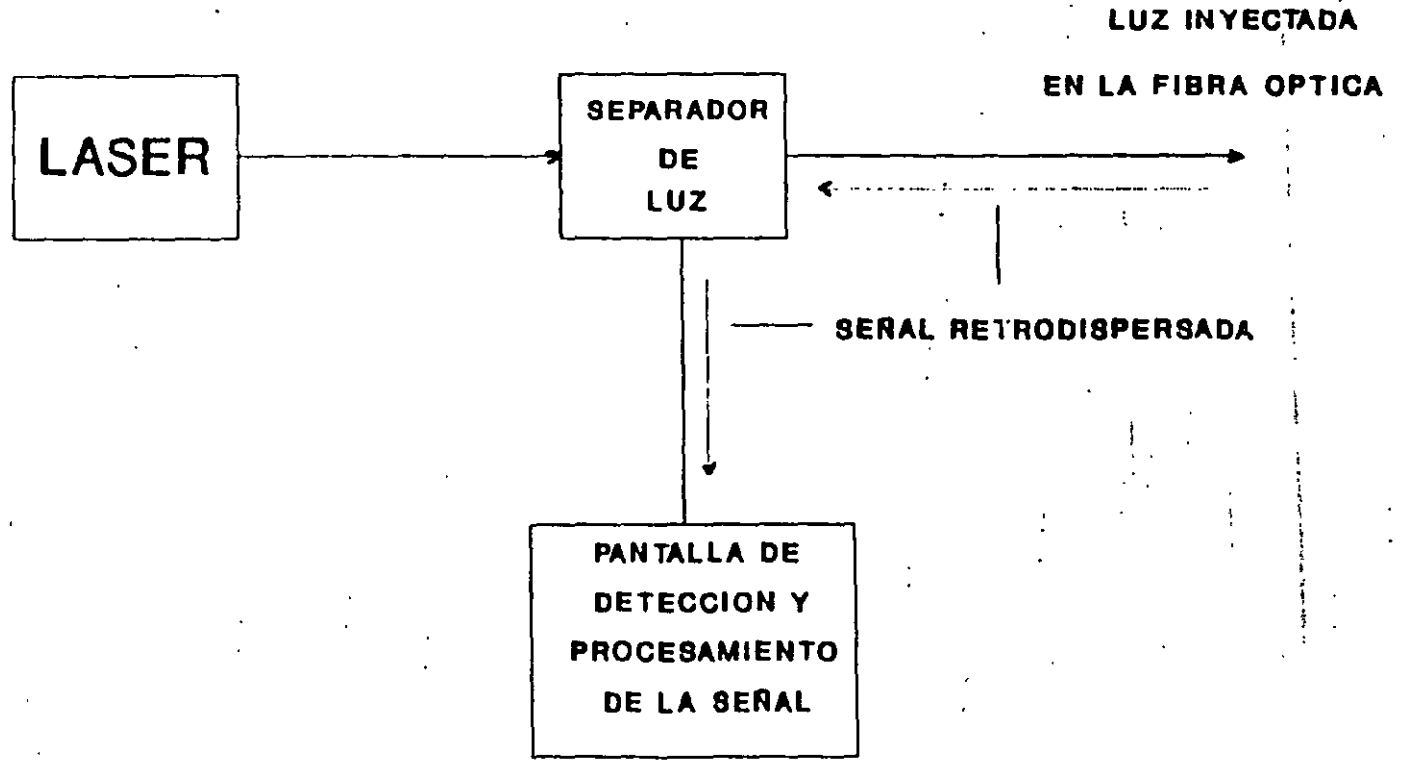 LUZ INYECTADA
EN LA FIBRA OPTICA
LASER
SEPARADOR
DE
LUZ
SEÑAL RETRODISPERSADA
PANTALLA DE
DETECCION Y
PROCESAMIENTO
DE LA SEÑAL